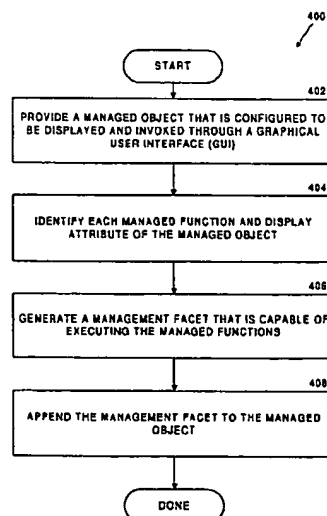 400
START
402
PROVIDE A MANAGED OBJECT THAT IS CONFIGURED TO
BE DISPLAYED AND INVOKED THROUGH A GRAPHICAL
USER INTERFACE (GUI)
404
IDENTIFY EACH MANAGED FUNCTION AND DISPLAY
ATTRIBUTE OF THE MANAGED OBJECT
406
GENERATE A MANAGEMENT FACET THAT IS CAPABLE OF
EXECUTING THE MANAGED FUNCTIONS
408
APPEND THE MANAGEMENT FACET TO THE MANAGED
OBJECT
DONE